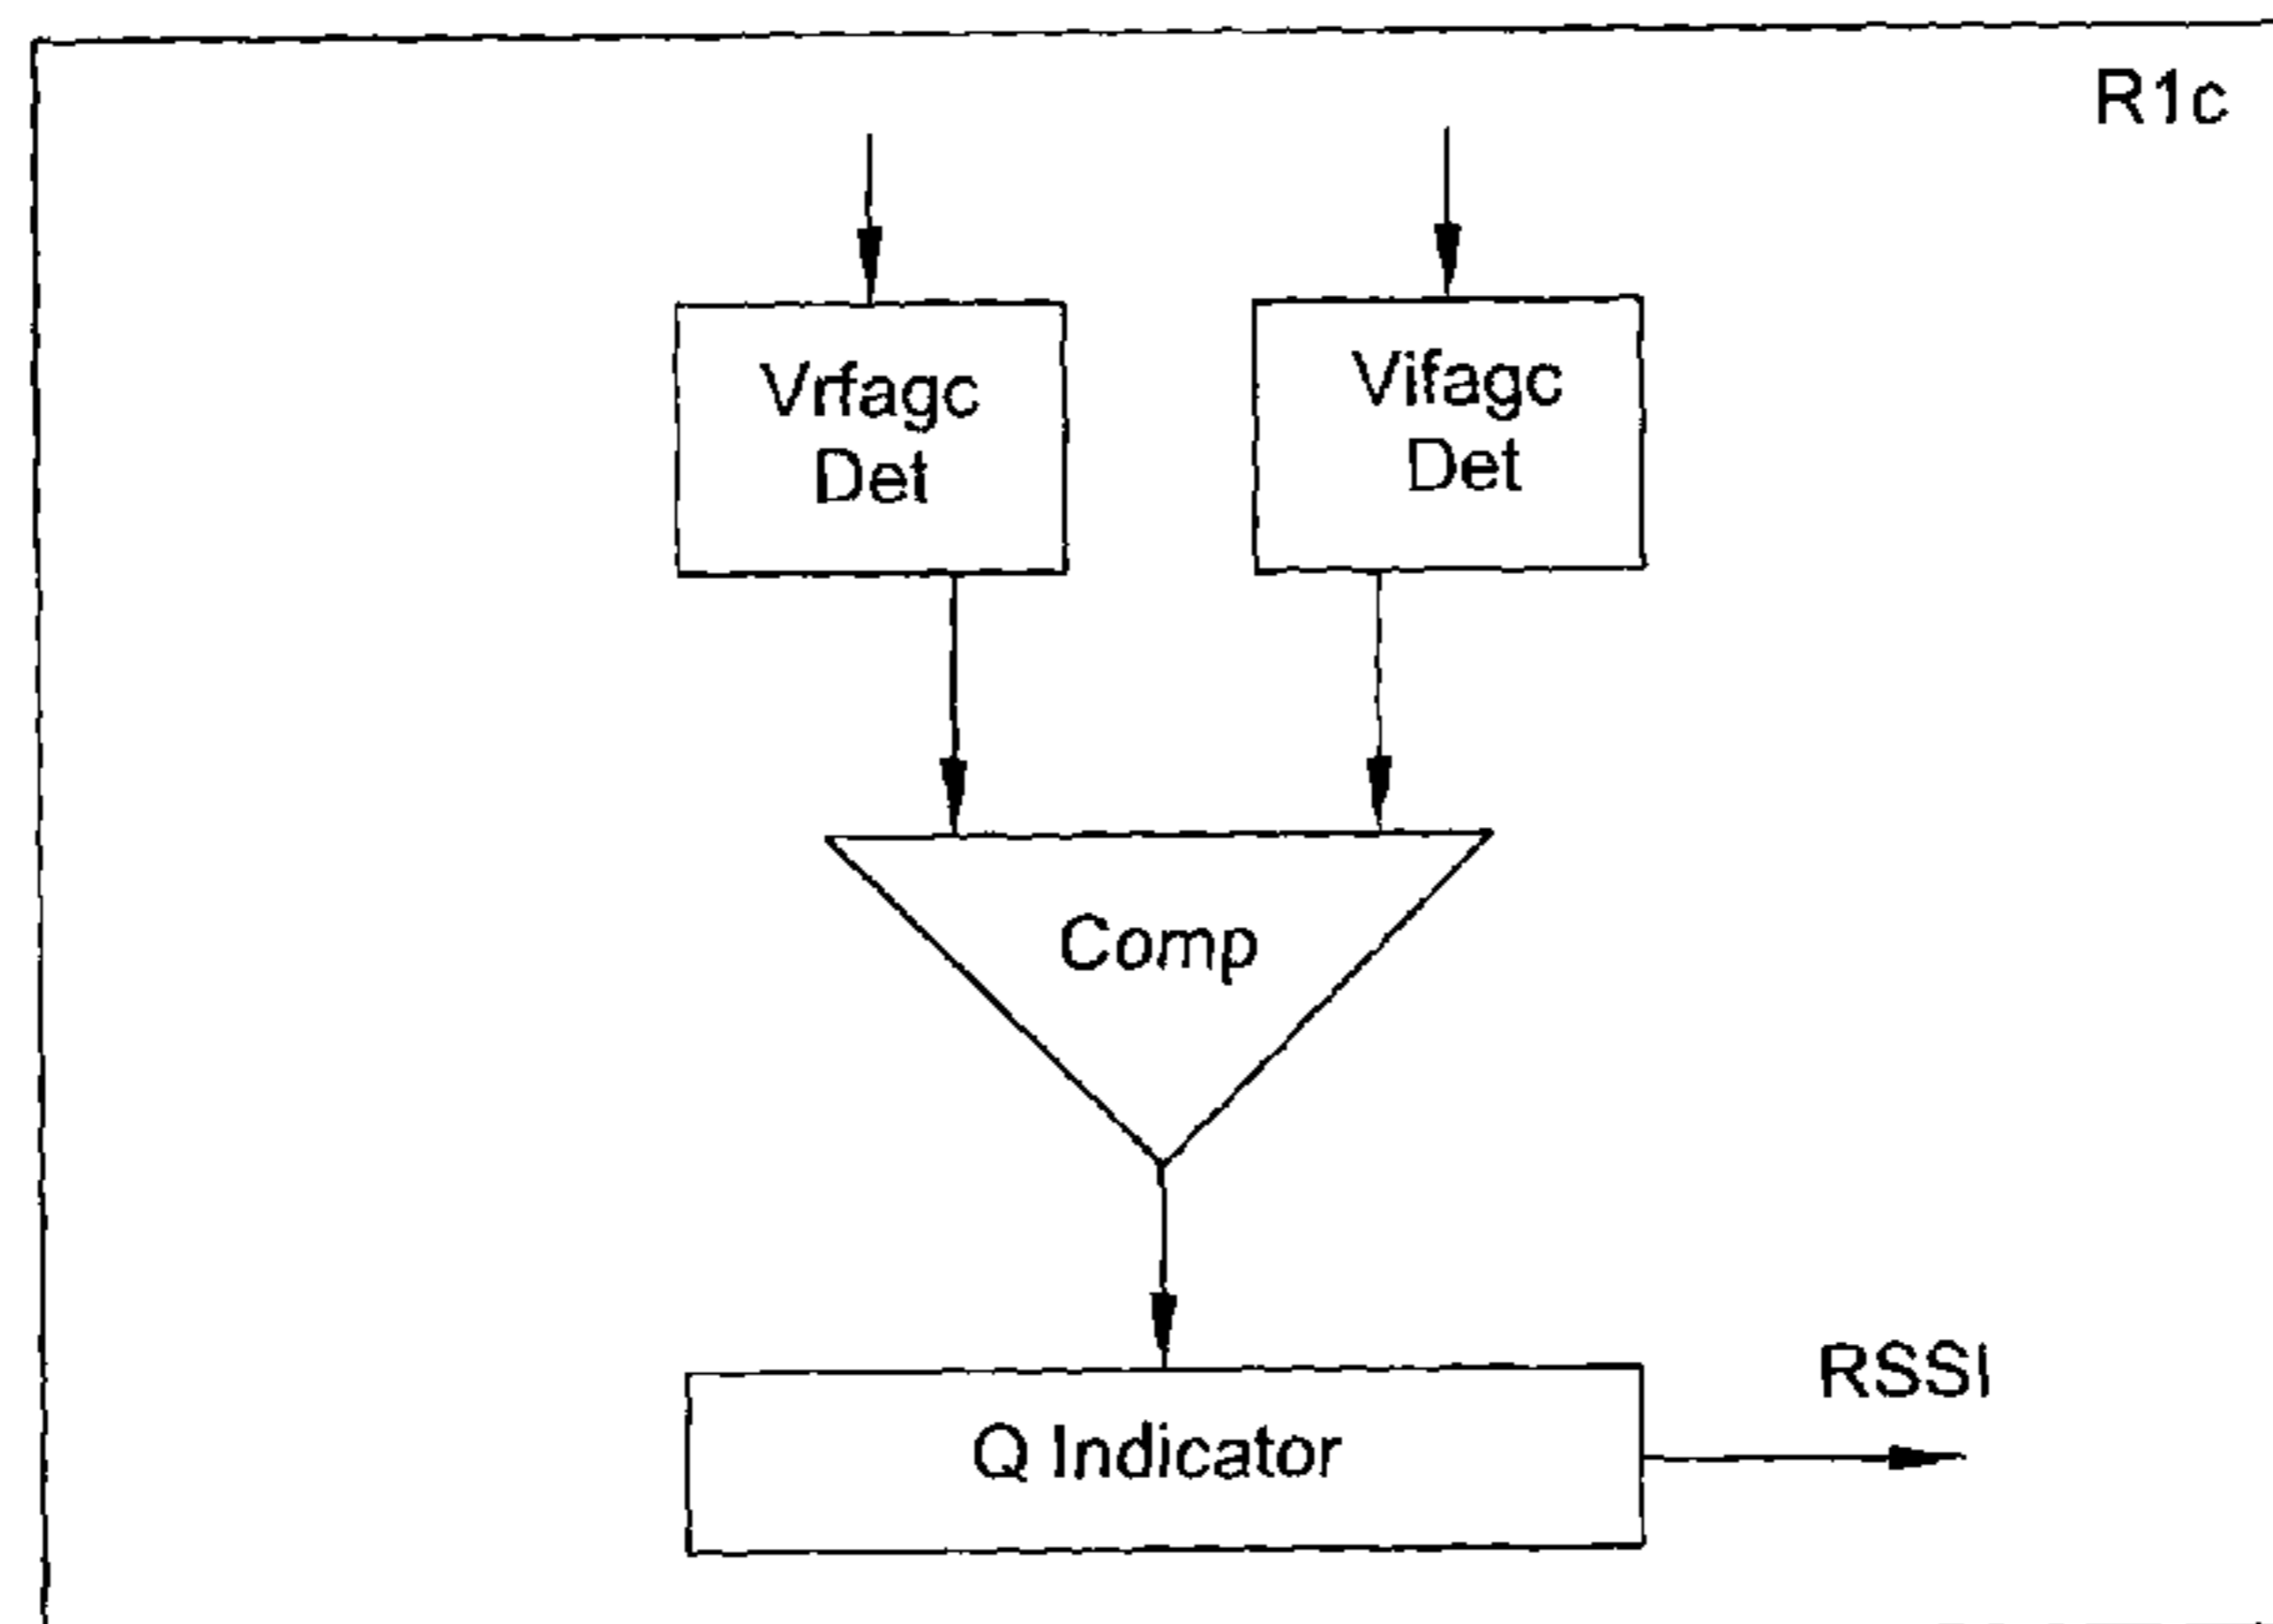 R1c
Vrfagc
Det
Vifagc
Det
Comp
RSSI
Q Indicator